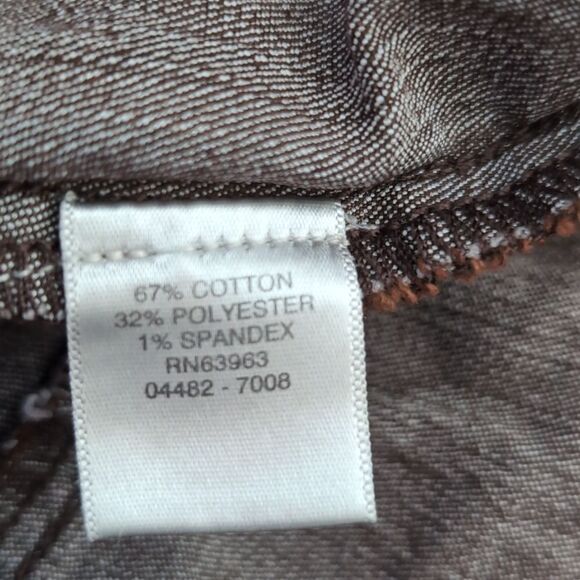 67% COTTON
32% POLYESTER
1% SPANDEX
RN63963
04482 - 7008